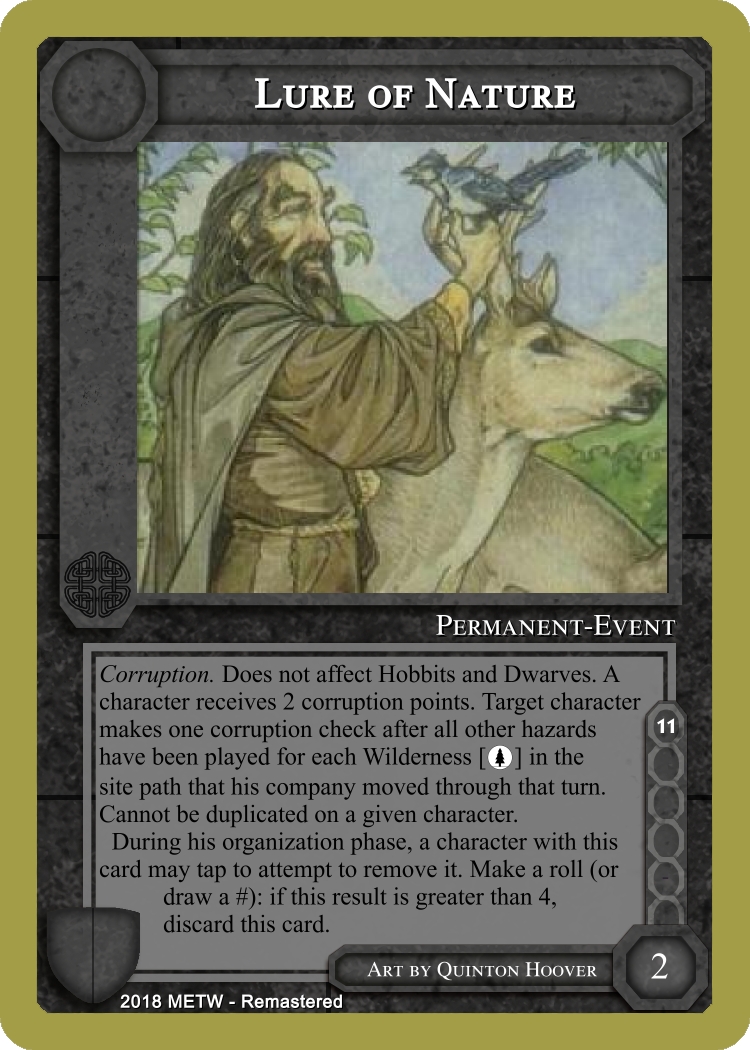 Lure of Nature
Permanent-Event
Corruption. Does not affect Hobbits and Dwarves. A
character receives 2 corruption points. Target character
makes one corruption check after all other hazards
have been played for each Wilderness [ ] in the
site path that his company moved through that turn.
Cannot be duplicated on a given character.
During his organization phase, a character with this
card may tap to attempt to remove it. Make a roll (or
draw a #): if this result is greater than 4,
discard this card.
11
Art by Quinton Hoover
2
2018 METW - Remastered